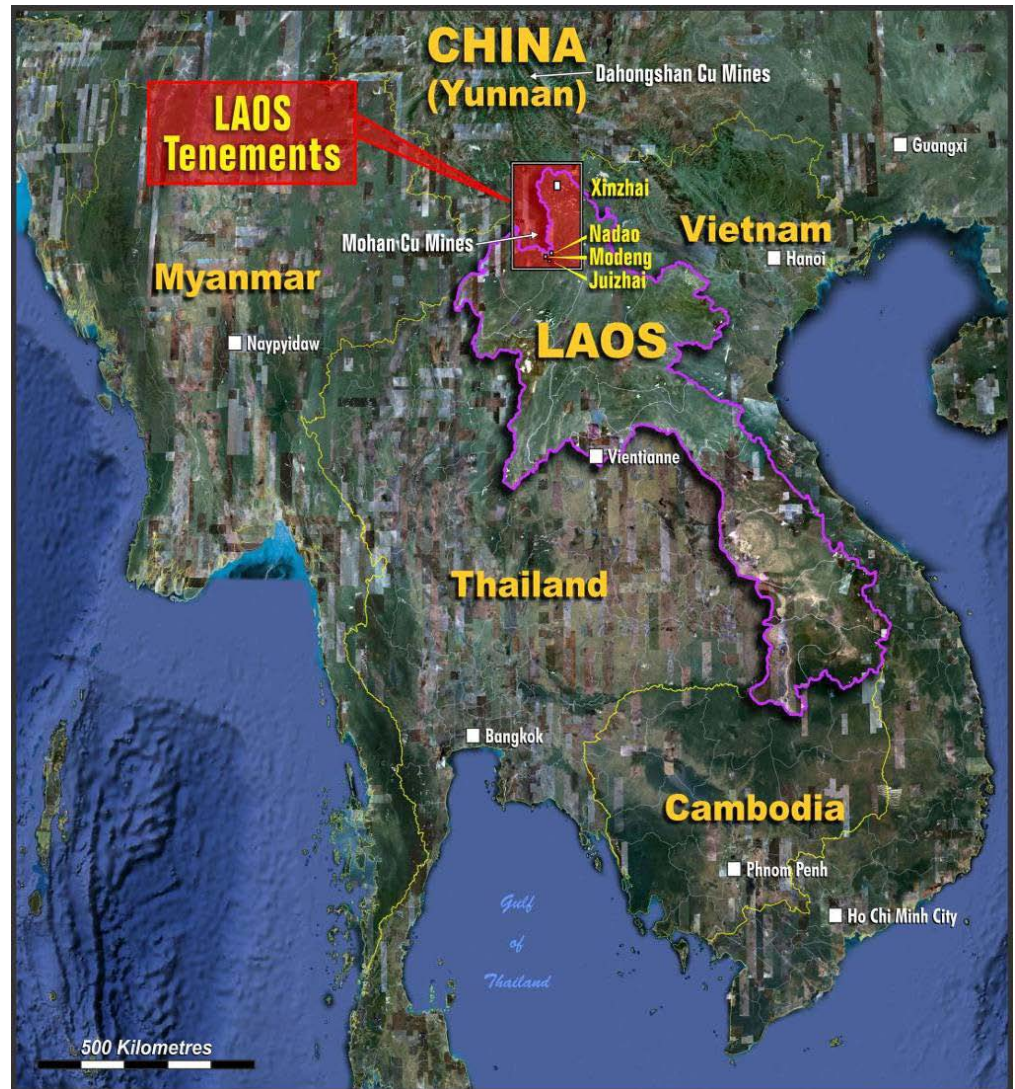 CHINA
(Yunnan)
Dahongshan Cu Mines
LAOS
Tenements
Guangxi
Xinzhai
Mohan Cu Mines
Nadao
Modeng
Juizhai
Vietnam
Hanoi
Myanmar
LAOS
Naypyidaw
Vientianne
Thailand
Bangkok
Cambodia
Phnom Penh
Ho Chi Minh City
Gulf
of
Thailand
500 Kilometres